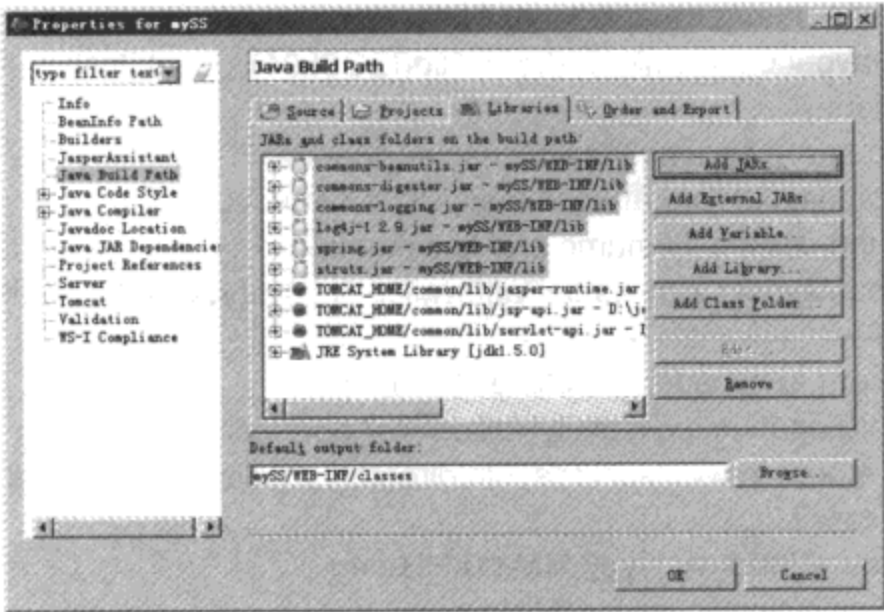 Properties for mySS
type filter text
Info
BeanInfo Path
Builders
JasperAssistant
Java Build Path
Java Code Style
Java Compiler
Javadoc Location
Java JAR Dependencies
Project References
Server
Tomcat
Validation
WS-I Compliance
Java Build Path
Source
Projects
Libraries
Order and Export
JARs and class folders on the build path:
commons-beanutils.jar - mySS/WEB-INF/lib
commons-digester.jar - mySS/WEB-INF/lib
commons-logging.jar - mySS/WEB-INF/lib
log4j-1.2.9.jar - mySS/WEB-INF/lib
spring.jar - mySS/WEB-INF/lib
struts.jar - mySS/WEB-INF/lib
TOMCAT_HOME/common/lib/jasper-runtime.jar
TOMCAT_HOME/common/lib/jsp-api.jar - D:\j
TOMCAT_HOME/common/lib/servlet-api.jar -
JRE System Library [jdk1.5.0]
Add JARs...
Add External JARs...
Add Variable...
Add Library...
Add Class Folder...
Edit...
Remove
Default output folder:
mySS/WEB-INF/classes
Browse...
OK
Cancel